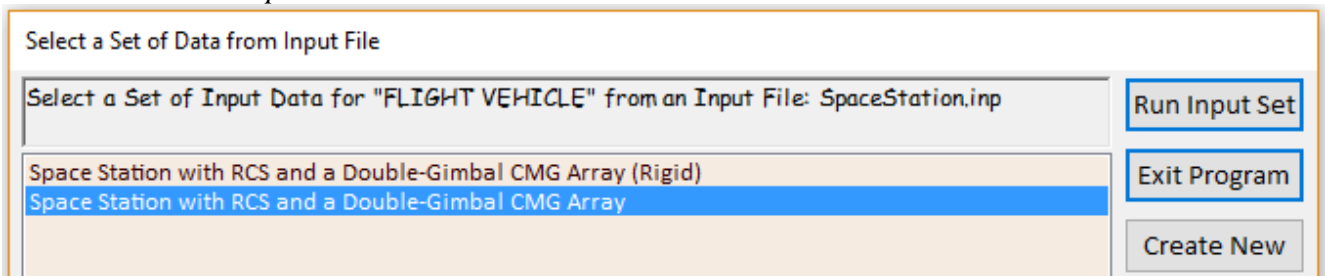 Select a Set of Data from Input File
Select a Set of Input Data for "FLIGHT VEHICLE" from an Input File: SpaceStation.inp
Run Input Set
Space Station with RCS and a Double-Gimbal CMG Array (Rigid)
Exit Program
Space Station with RCS and a Double-Gimbal CMG Array
Create New